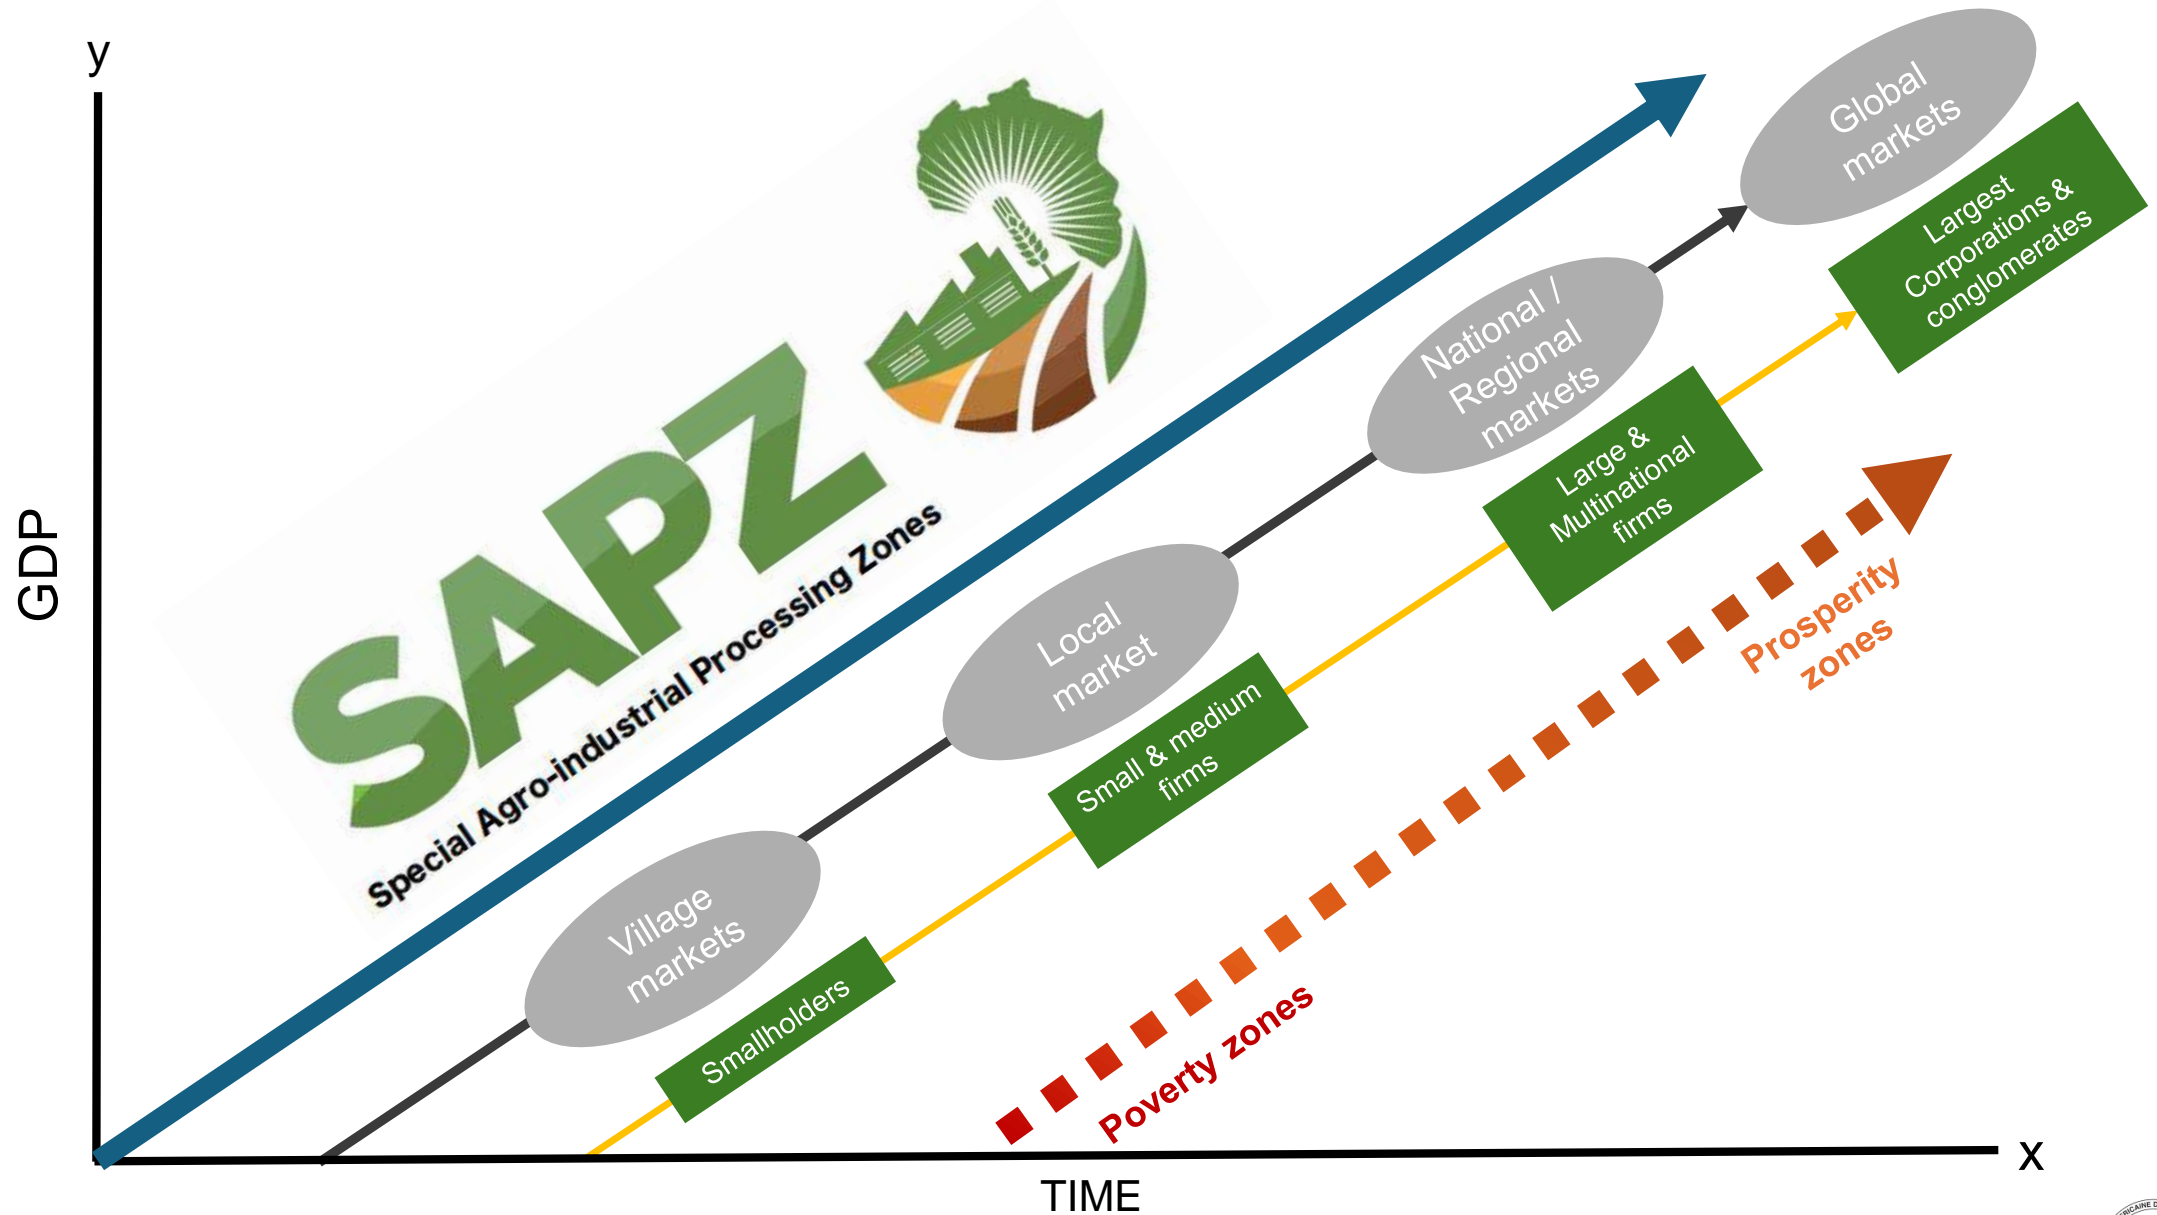 y
GDP
SAPZ
Special Agro-industrial Processing Zones
Global
markets
Largest
Corporations &
conglomerates
National /
Regional
markets
Large &
Multinational
firms
Local
market
Small & medium
firms
Village
markets
Smallholders
Prosperity
zones
Poverty zones
x
TIME